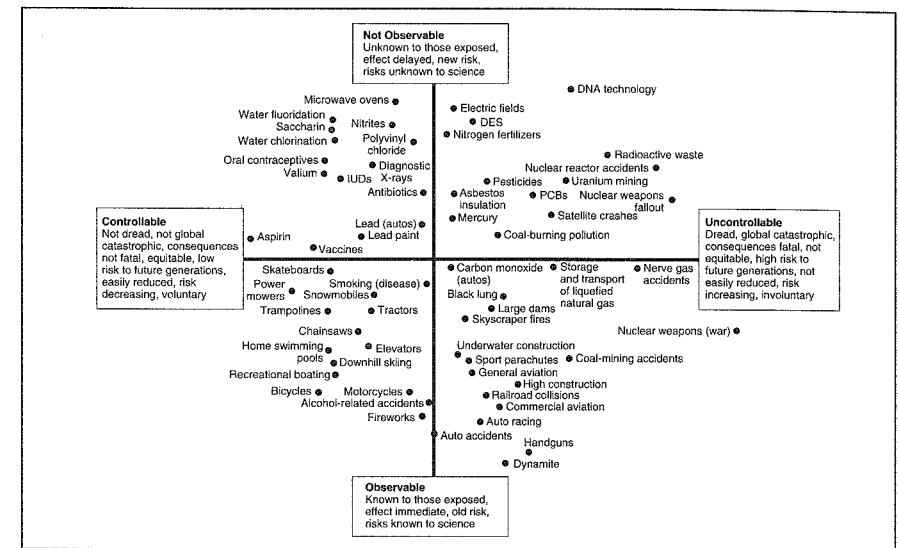 Not Observable
Unknown to those exposed,
effect delayed, new risk,
risks unknown to science
DNA technology
Microwave ovens
Electric fields
Water fluoridation
DES
Saccharin
Nitrites
Nitrogen fertilizers
Water chlorination
Polyvinyl
chloride
Radioactive waste
Oral contraceptives
Diagnostic
X-rays
Nuclear reactor accidents
Valium
IUDs
Pesticides
Uranium mining
Antibiotics
Asbestos
insulation
PCBs
Nuclear weapons
fallout
Mercury
Satellite crashes
Lead (autos)
Aspirin
Lead paint
Coal-burning pollution
Vaccines
Controllable
Not dread, not global
catastrophic, consequences
not fatal, equitable, low
risk to future generations,
easily reduced, risk
decreasing, voluntary
Uncontrollable
Dread, global catastrophic,
consequences fatal, not
equitable, high risk to
future generations, not
easily reduced, risk
increasing, involuntary
Skateboards
Carbon monoxide
(autos)
Storage
and transport
of liquefied
natural gas
Nerve gas
accidents
Power
mowers
Smoking (disease)
Snowmobiles
Black lung
Trampolines
Tractors
Large dams
Skyscraper fires
Chainsaws
Nuclear weapons (war)
Home swimming
pools
Elevators
Underwater construction
Downhill skiing
Sport parachutes
Coal-mining accidents
Recreational boating
General aviation
High construction
Bicycles
Motorcycles
Railroad collisions
Alcohol-related accidents
Commercial aviation
Fireworks
Auto racing
Auto accidents
Handguns
Dynamite
Observable
Known to those exposed,
effect immediate, old risk,
risks known to science